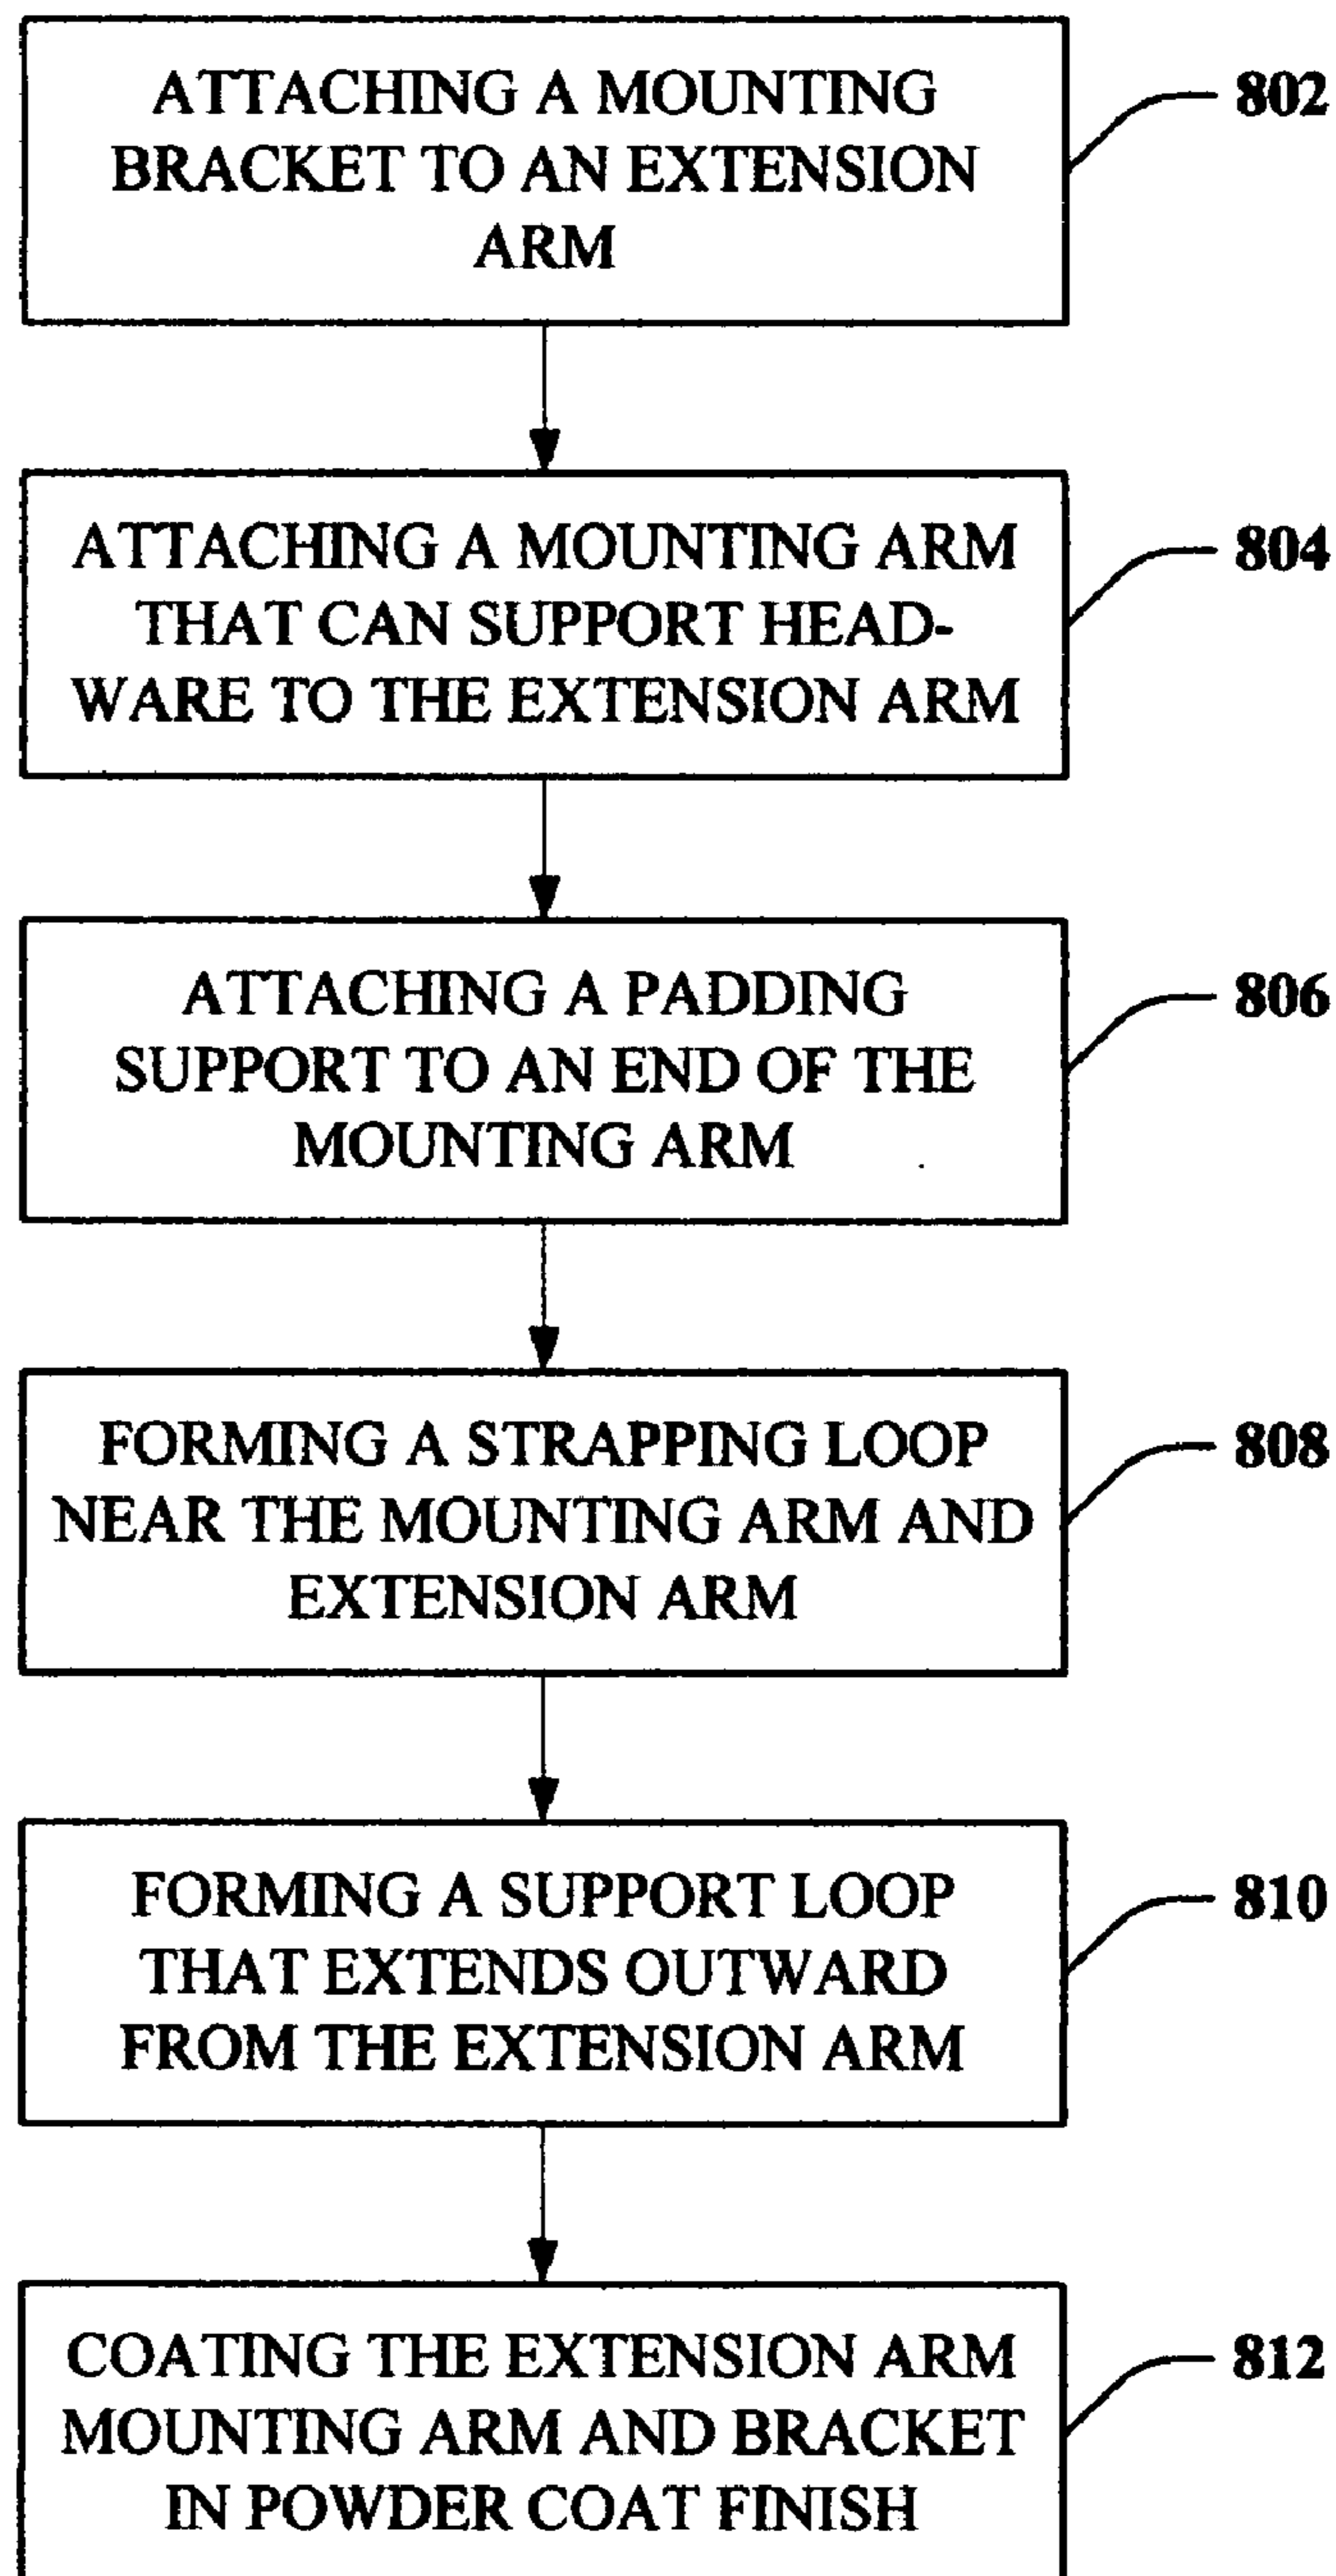 ATTACHING A MOUNTING
BRACKET TO AN EXTENSION
ARM
802
ATTACHING A MOUNTING ARM
THAT CAN SUPPORT HEAD-
WARE TO THE EXTENSION ARM
804
ATTACHING A PADDING
SUPPORT TO AN END OF THE
MOUNTING ARM
806
FORMING A STRAPPING LOOP
NEAR THE MOUNTING ARM AND
EXTENSION ARM
808
FORMING A SUPPORT LOOP
THAT EXTENDS OUTWARD
FROM THE EXTENSION ARM
810
COATING THE EXTENSION ARM
MOUNTING ARM AND BRACKET
IN POWDER COAT FINISH
812